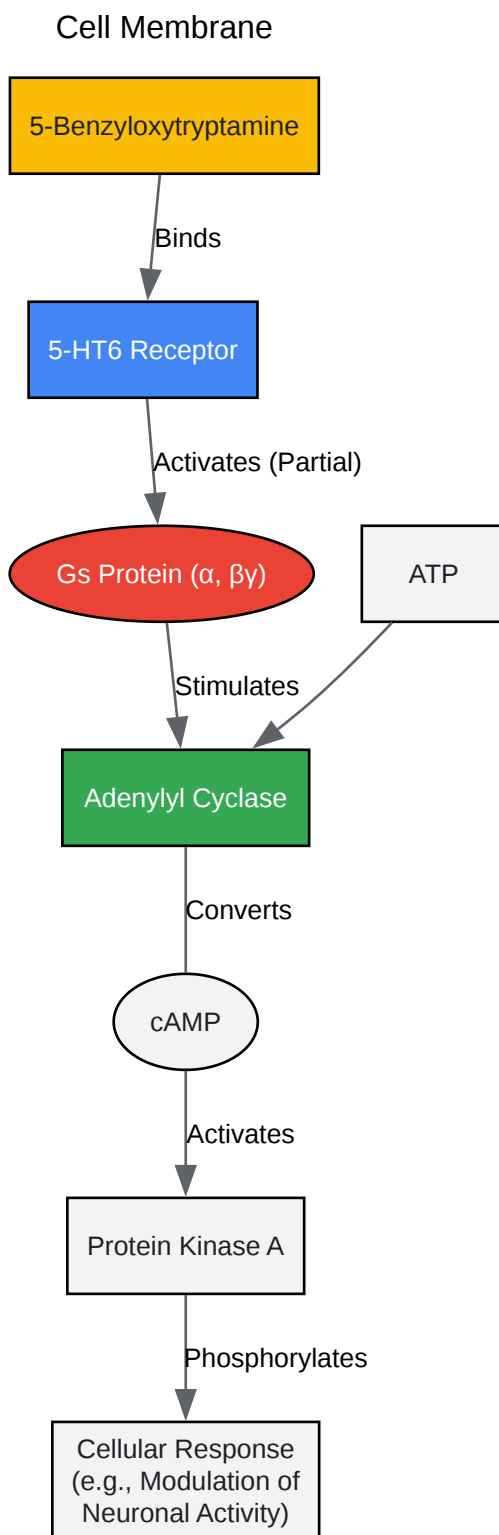 Cell Membrane
5-Benzyloxytryptamine
Binds
5-HT6 Receptor
Activates (Partial)
Gs Protein (α, βγ)
ATP
Stimulates
Adenylyl Cyclase
Converts
cAMP
Activates
Protein Kinase A
Phosphorylates
Cellular Response
(e.g., Modulation of
Neuronal Activity)